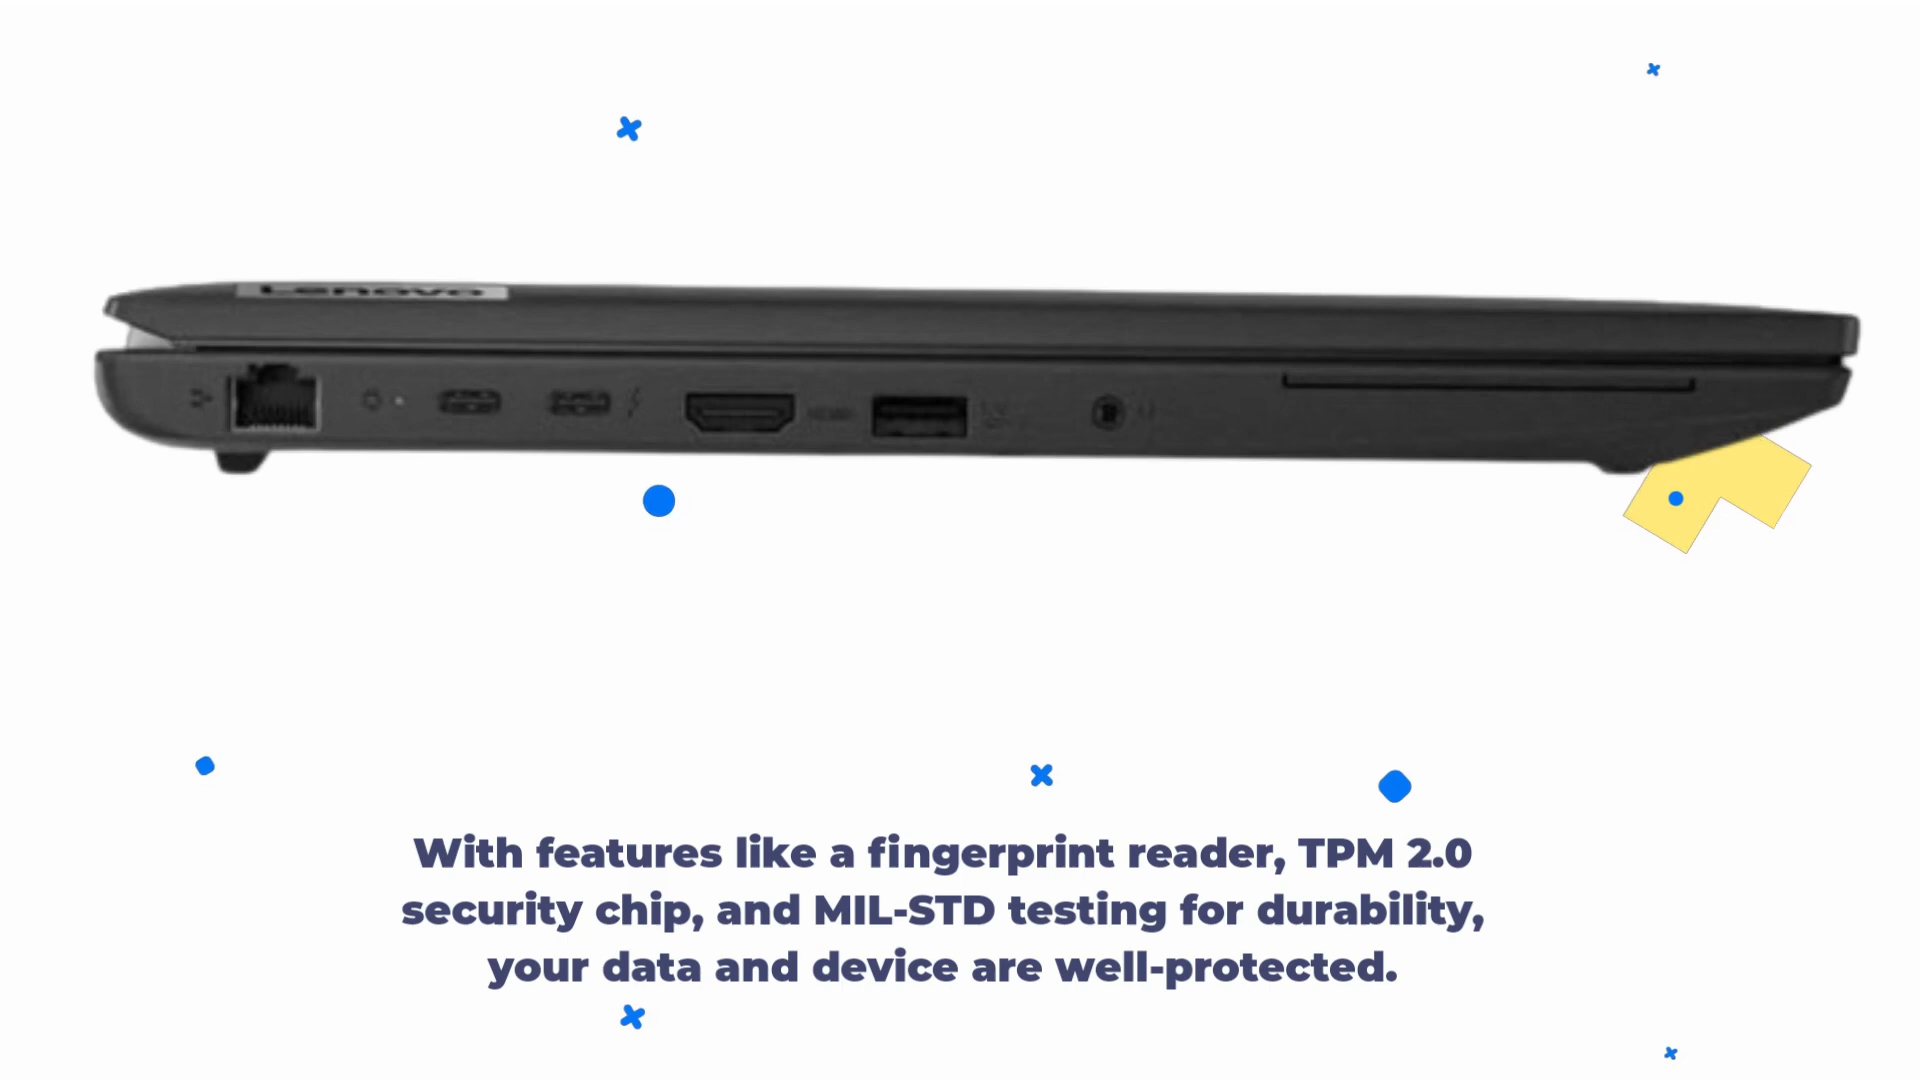 Lenovo
With features like a fingerprint reader, TPM 2.0
security chip, and MIL-STD testing for durability,
your data and device are well-protected.